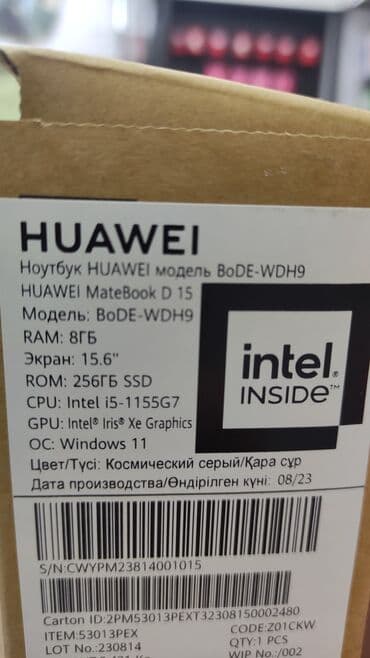 HUAWEI
Ноутбук HUAWEI модель BoDE-WDH9
HUAWEI MateBook D 15
Модель: BoDE-WDH9
RAM: 8ГБ
Экран: 15.6"
ROM: 256ГБ SSD
CPU: Intel i5-1155G7
GPU: Intel® Iris® Xe Graphics
ОС: Windows 11
intel®
INSIDe™
Цвет/Түсі: Космический серый/Қара сұр
Дата производства/Өндірілген күні: 08/23
S/N:CWYPM23814001015
Carton ID:2PM53013PEXT32308150002480
ITEM:53013PEX CODE:Z01CKW
LOT No.:230814 QTY:1 PCS
WIP No.:/002